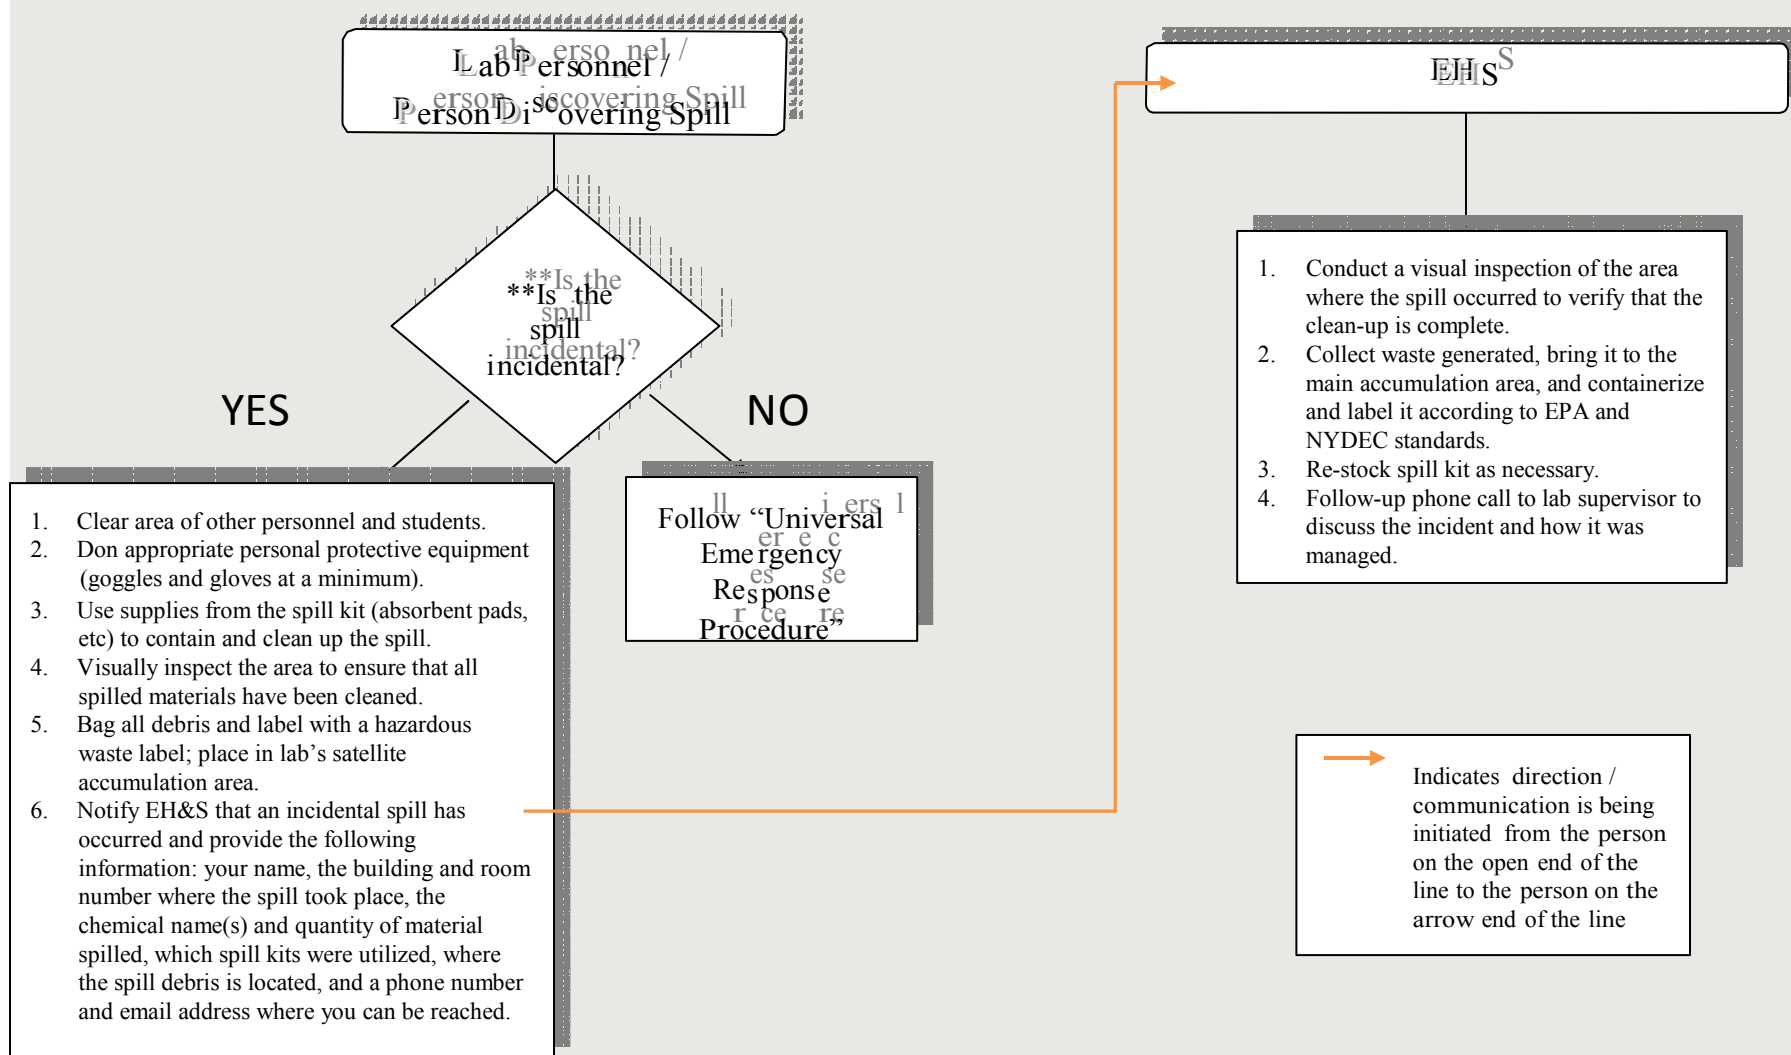 Lab Personnel /
Person Discovering Spill
**Is the
spill
incidental?
YES
NO
1. Clear area of other personnel and students.
2. Don appropriate personal protective equipment
(goggles and gloves at a minimum).
3. Use supplies from the spill kit (absorbent pads,
etc) to contain and clean up the spill.
4. Visually inspect the area to ensure that all
spilled materials have been cleaned.
5. Bag all debris and label with a hazardous
waste label; place in lab’s satellite
accumulation area.
6. Notify EH&S that an incidental spill has
occurred and provide the following
information: your name, the building and room
number where the spill took place, the
chemical name(s) and quantity of material
spilled, which spill kits were utilized, where
the spill debris is located, and a phone number
and email address where you can be reached.
Follow “Universal
Emergency
Response
Procedure”
EHS
1. Conduct a visual inspection of the area
where the spill occurred to verify that the
clean-up is complete.
2. Collect waste generated, bring it to the
main accumulation area, and containerize
and label it according to EPA and
NYDEC standards.
3. Re-stock spill kit as necessary.
4. Follow-up phone call to lab supervisor to
discuss the incident and how it was
managed.
Indicates direction /
communication is being
initiated from the person
on the open end of the
line to the person on the
arrow end of the line